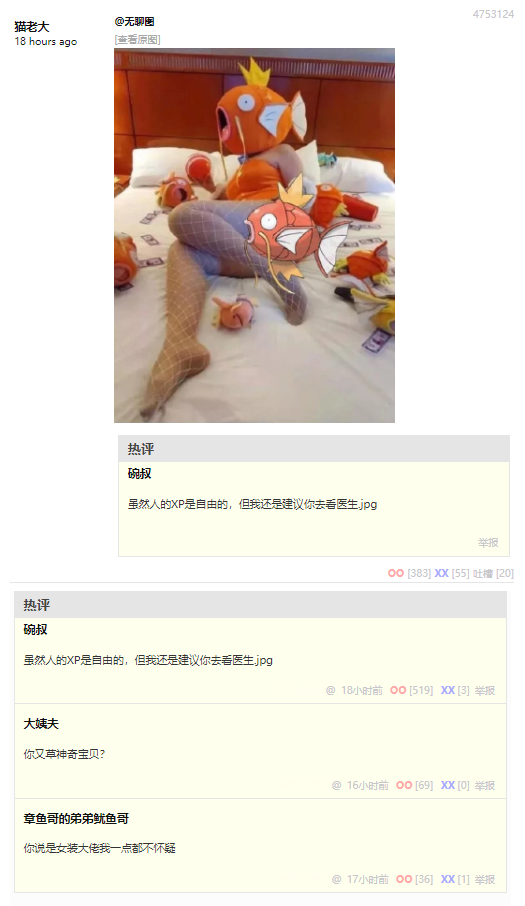 4753124
猫老大
18 hours ago
@无聊图
[查看原图]
热评
碗叔
虽然人的XP是自由的，但我还是建议你去看医生.jpg
举报
OO [383] XX [55] 吐槽 [20]
热评
碗叔
虽然人的XP是自由的，但我还是建议你去看医生.jpg
@ 18小时前 OO [519] XX [3] 举报
大姨夫
你又草神奇宝贝？
@ 16小时前 OO [69] XX [0] 举报
章鱼哥的弟弟鱿鱼哥
你说是女装大佬我一点都不怀疑
@ 17小时前 OO [36] XX [1] 举报